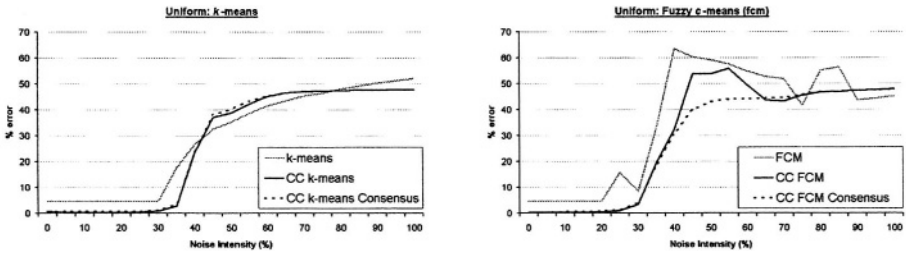 Uniform: k-means
70
60
50
40
30
20
10
0
% error
k-means
CC k-means
CC k-means Consensus
0 10 20 30 40 50 60 70 80 90 100
Noise Intensity (%)
Uniform: Fuzzy c-means (fcm)
70
60
50
40
30
20
10
0
% error
FCM
CC FCM
CC FCM Consensus
0 10 20 30 40 50 60 70 80 90 100
Noise Intensity (%)